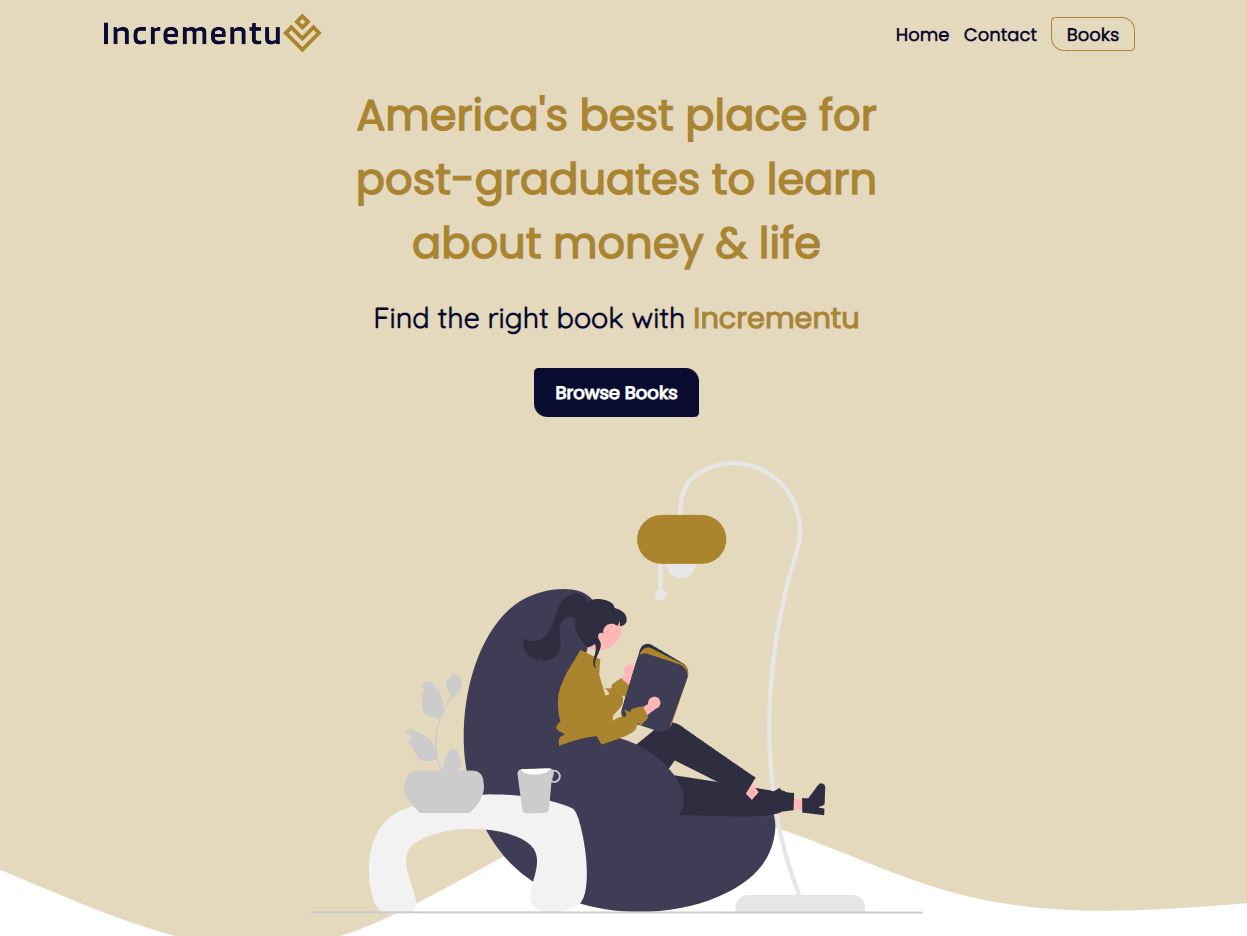 Incrementu
Home Contact Books
America's best place for
post-graduates to learn
about money & life
Find the right book with Incrementu
Browse Books